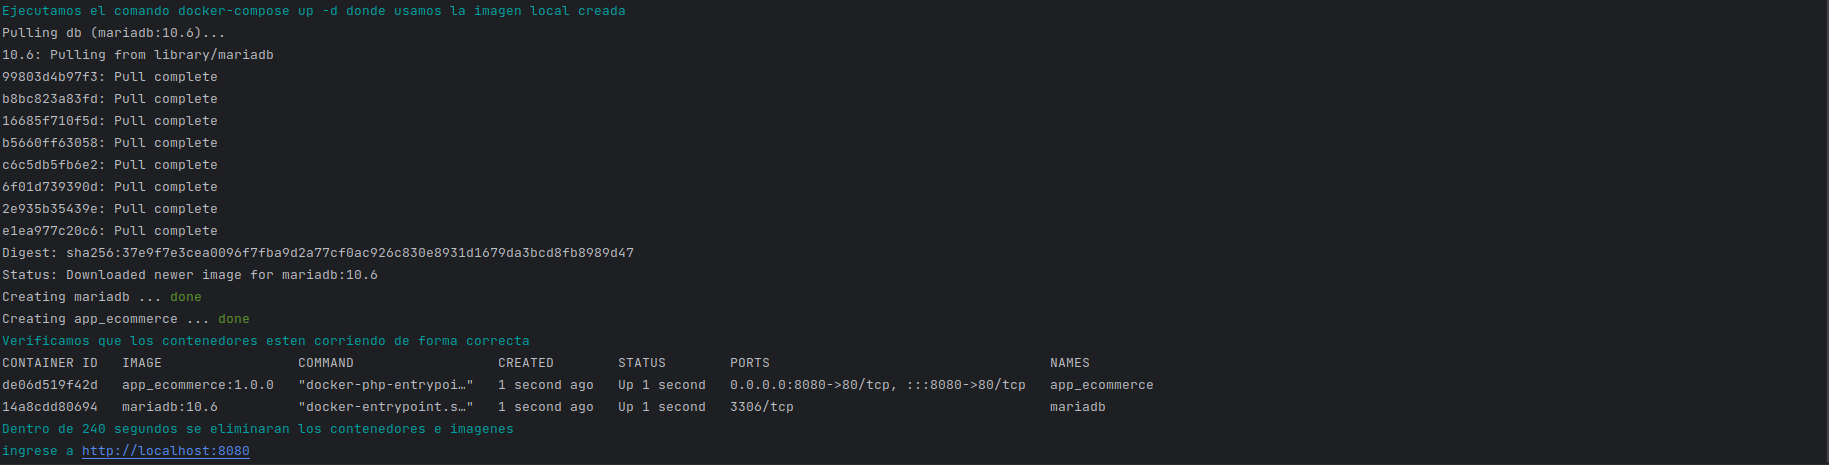 Ejecutamos el comando docker-compose up -d donde usamos la imagen local creada
Pulling db (mariadb:10.6)...
10.6: Pulling from library/mariadb
99803d4b97f3: Pull complete
b8bc823a83fd: Pull complete
16685f710f5d: Pull complete
b5660ff63058: Pull complete
c6c5db5fb6e2: Pull complete
6f01d739390d: Pull complete
2e935b35439e: Pull complete
e1ea977c20c6: Pull complete
Digest: sha256:37e9f7e3cea0096f7fba9d2a77cf0ac926c830e8931d1679da3bcd8fb8989d47
Status: Downloaded newer image for mariadb:10.6
Creating mariadb ... done
Creating app_ecommerce ... done
Verificamos que los contenedores esten corriendo de forma correcta
CONTAINER ID   IMAGE                 COMMAND                  CREATED        STATUS        PORTS                                   NAMES
de06d519f42d   app_ecommerce:1.0.0   "docker-php-entrypoi…"   1 second ago   Up 1 second   0.0.0.0:8080->80/tcp, :::8080->80/tcp   app_ecommerce
14a8cdd80694   mariadb:10.6          "docker-entrypoint.s…"   1 second ago   Up 1 second   3306/tcp                                mariadb
Dentro de 240 segundos se eliminaran los contenedores e imagenes
ingrese a http://localhost:8080